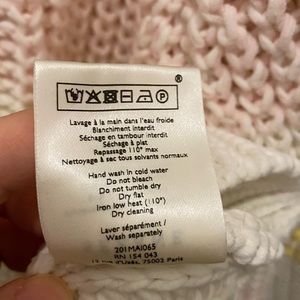 ®
P
Lavage à la main dans l'eau froide
Blanchiment interdit
Séchage en tambour interdit
Séchage à plat
Repassage 110° max
Nettoyage à sec tous solvants normaux
Hand wash in cold water
Do not bleach
Do not tumble dry
Dry flat
Iron low heat (110°)
Dry cleaning
Laver séparément /
Wash separately
201MAI065
RN 154 043
75002 Paris